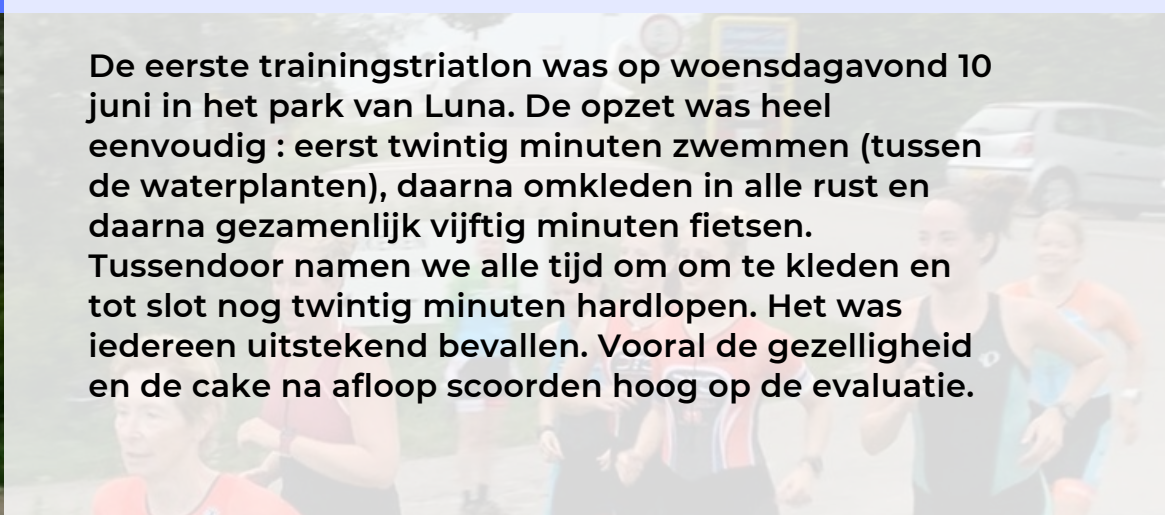 De eerste trainingstriatlon was op woensdagavond 10
juni in het park van Luna. De opzet was heel
eenvoudig : eerst twintig minuten zwemmen (tussen
de waterplanten), daarna omkleden in alle rust en
daarna gezamenlijk vijftig minuten fietsen.
Tussendoor namen we alle tijd om om te kleden en
tot slot nog twintig minuten hardlopen. Het was
iedereen uitstekend bevallen. Vooral de gezelligheid
en de cake na afloop scoorden hoog op de evaluatie.